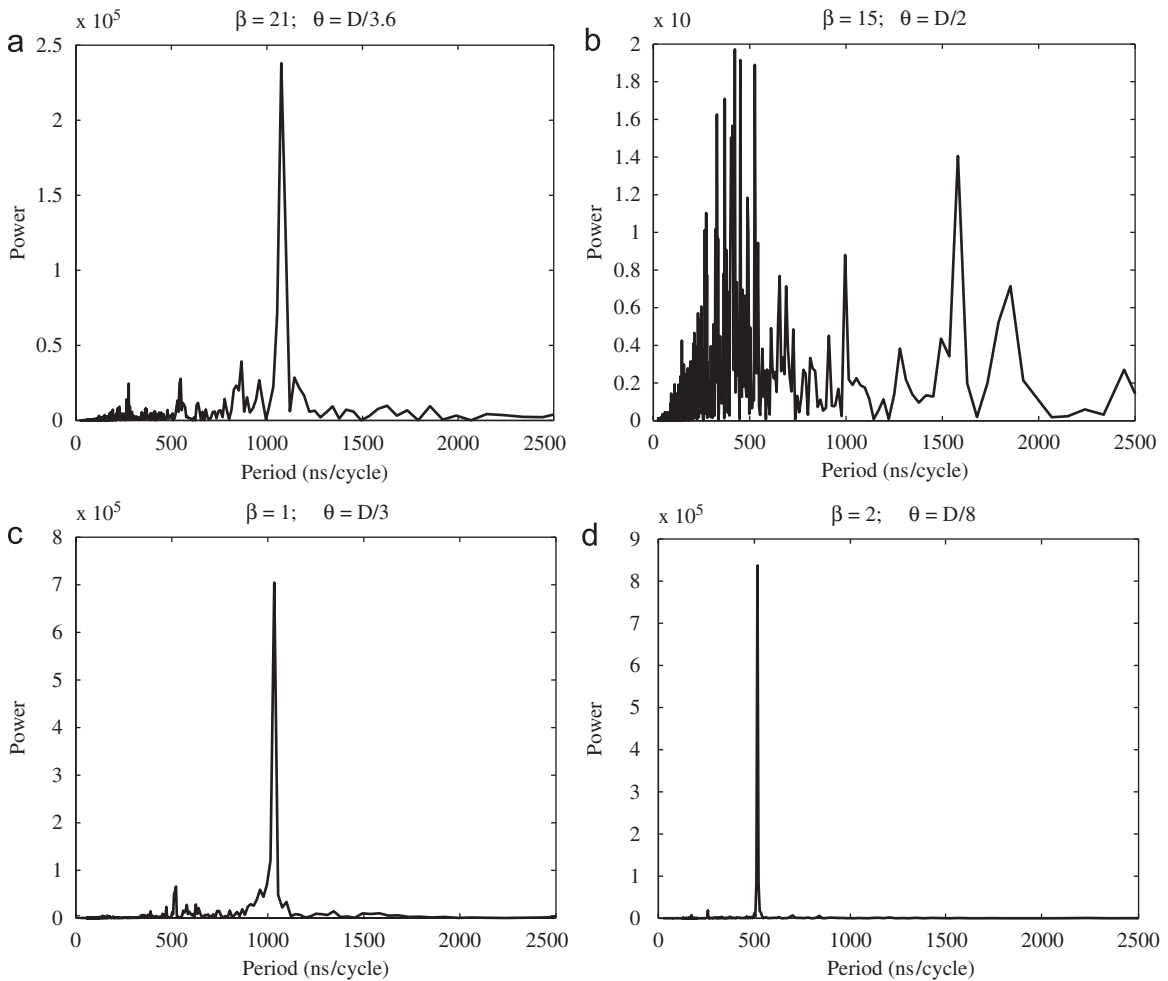 a
x 10^5
β = 21; θ = D/3.6
2.5
2
1.5
1
0.5
0
Power
0 500 1000 1500 2000 2500
Period (ns/cycle)
b
x 10
β = 15; θ = D/2
2
1.8
1.6
1.4
1.2
1
0.8
0.6
0.4
0.2
0
Power
0 500 1000 1500 2000 2500
Period (ns/cycle)
c
x 10^5
β = 1; θ = D/3
8
7
6
5
4
3
2
1
0
Power
0 500 1000 1500 2000 2500
Period (ns/cycle)
d
x 10^5
β = 2; θ = D/8
9
8
7
6
5
4
3
2
1
0
Power
0 500 1000 1500 2000 2500
Period (ns/cycle)